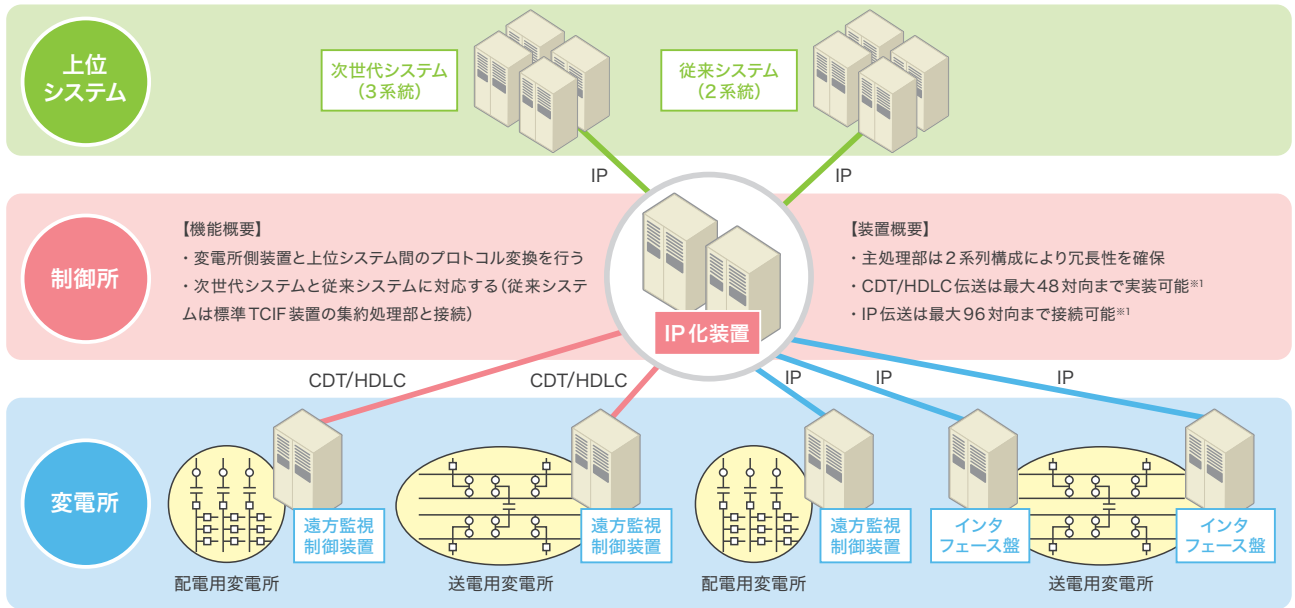 上位
システム
次世代システム
（3系統）
従来システム
（2系統）
IP
IP
制御所
【機能概要】
・変電所側装置と上位システム間のプロトコル変換を行う
・次世代システムと従来システムに対応する（従来システ
ムは標準TCIF装置の集約処理部と接続）
IP化装置
【装置概要】
・主処理部は2系列構成により冗長性を確保
・CDT/HDLC伝送は最大48対向まで実装可能※1
・IP伝送は最大96対向まで接続可能※1
CDT/HDLC
CDT/HDLC
IP
IP
IP
変電所
遠方監視
制御装置
遠方監視
制御装置
遠方監視
制御装置
インタ
フェース盤
インタ
フェース盤
配電用変電所
送電用変電所
配電用変電所
送電用変電所